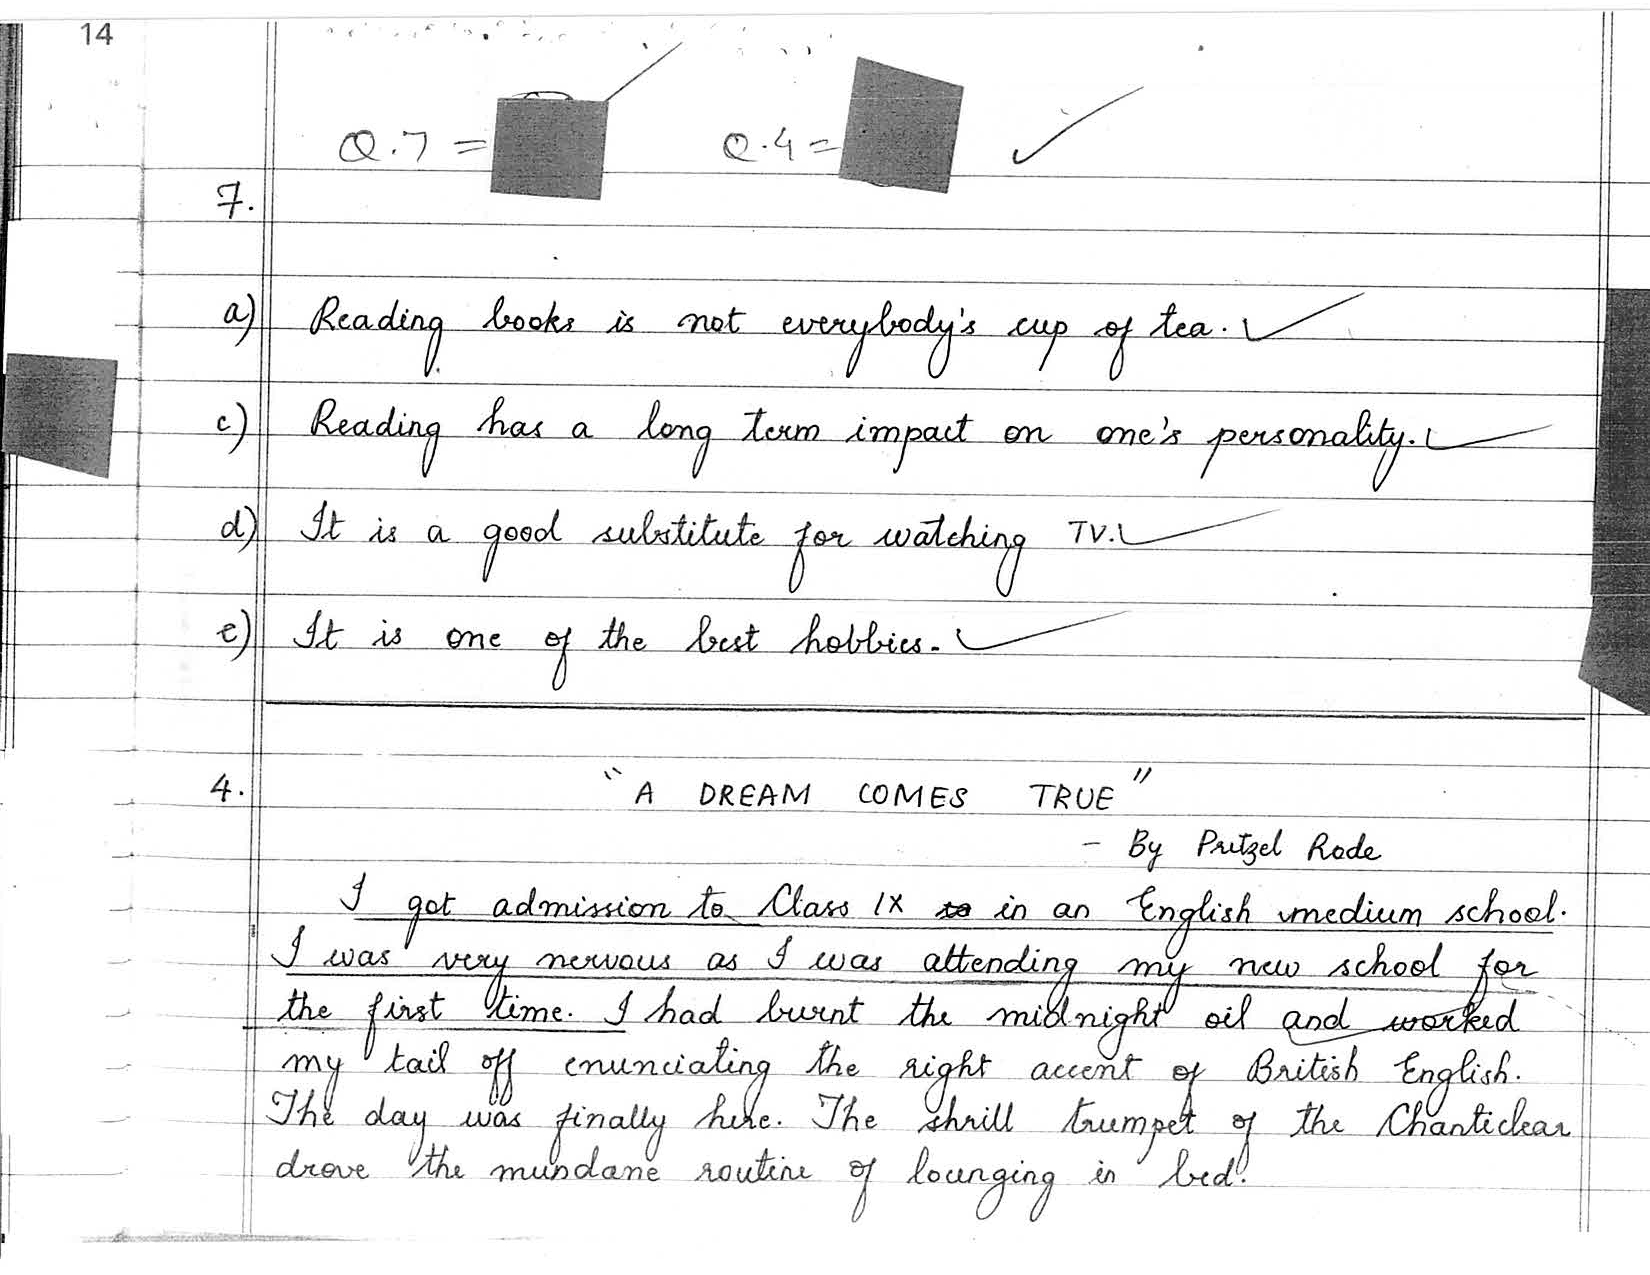 14
Q.7 =
Q.4 =
7.
a) Reading books is not everybody's cup of tea.
c) Reading has a long term impact on one's personality.
d) It is a good substitute for watching TV.
e) It is one of the best hobbies.
4. "A DREAM COMES TRUE"
- By Pritzel Rode
I got admission to Class IX to in an English medium school.
I was very nervous as I was attending my new school for
the first time. I had burnt the midnight oil and worked
my tail off enunciating the right accent of British English.
The day was finally here. The shrill trumpet of the Chanticlear
drove the mundane routine of lounging in bed.